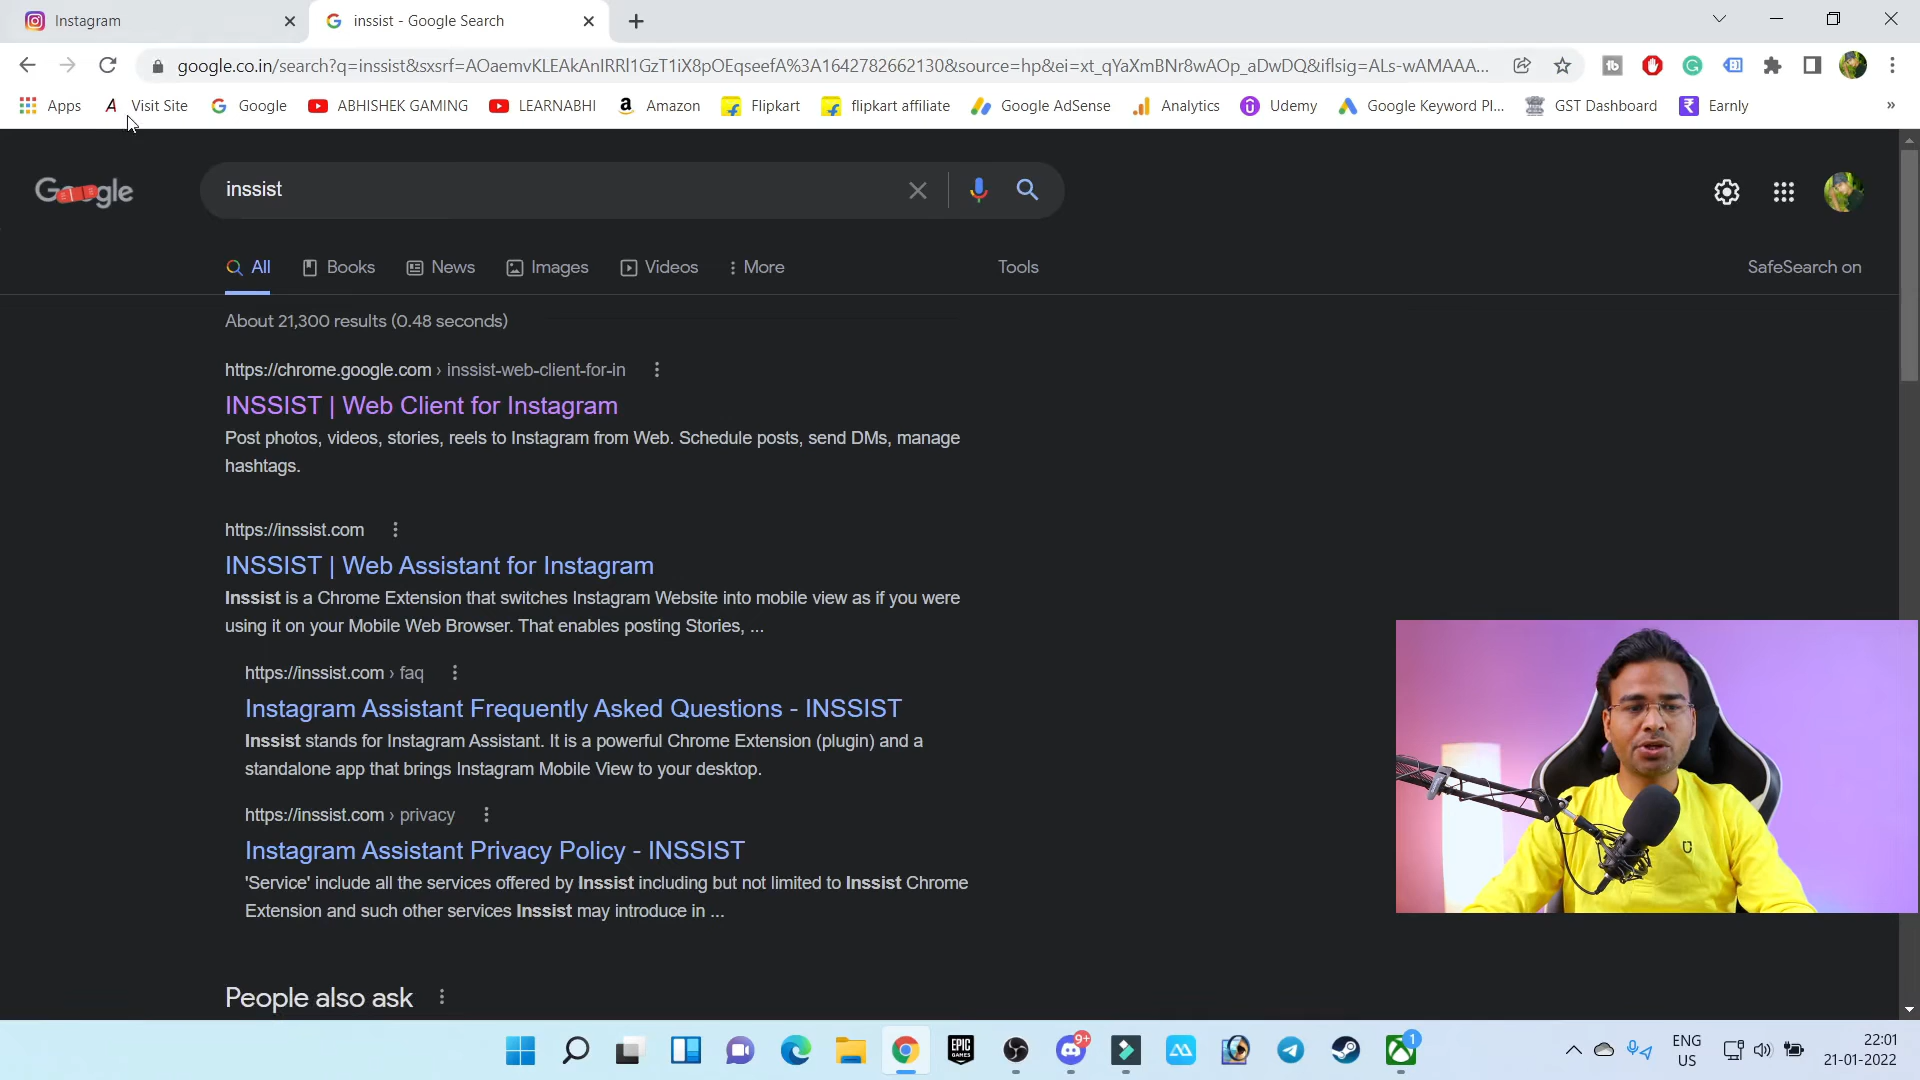 Instagram
inssist - Google Search
google.co.in/search?q=inssist&sxsrf=AOaemvKLEAkAnIRRl1GzT1iX8pOEqseefA%3A1642782662130&source=hp&ei=xt_qYaXmBNr8wAOp_aDwDQ&iflsig=ALs-wAMAAA...
Apps Visit Site Google ABHISHEK GAMING LEARNABHI Amazon Flipkart flipkart affiliate Google AdSense Analytics Udemy Google Keyword Pl... GST Dashboard Earnly »
Google
inssist
All Books News Images Videos More Tools SafeSearch on
About 21,300 results (0.48 seconds)
https://chrome.google.com › inssist-web-client-for-in
INSSIST | Web Client for Instagram
Post photos, videos, stories, reels to Instagram from Web. Schedule posts, send DMs, manage
hashtags.
https://inssist.com
INSSIST | Web Assistant for Instagram
Inssist is a Chrome Extension that switches Instagram Website into mobile view as if you were
using it on your Mobile Web Browser. That enables posting Stories, ...
https://inssist.com › faq
Instagram Assistant Frequently Asked Questions - INSSIST
Inssist stands for Instagram Assistant. It is a powerful Chrome Extension (plugin) and a
standalone app that brings Instagram Mobile View to your desktop.
https://inssist.com › privacy
Instagram Assistant Privacy Policy - INSSIST
'Service' include all the services offered by Inssist including but not limited to Inssist Chrome
Extension and such other services Inssist may introduce in ...
People also ask
EPIC GAMES
9+
1
ENG
US
22:01
21-01-2022